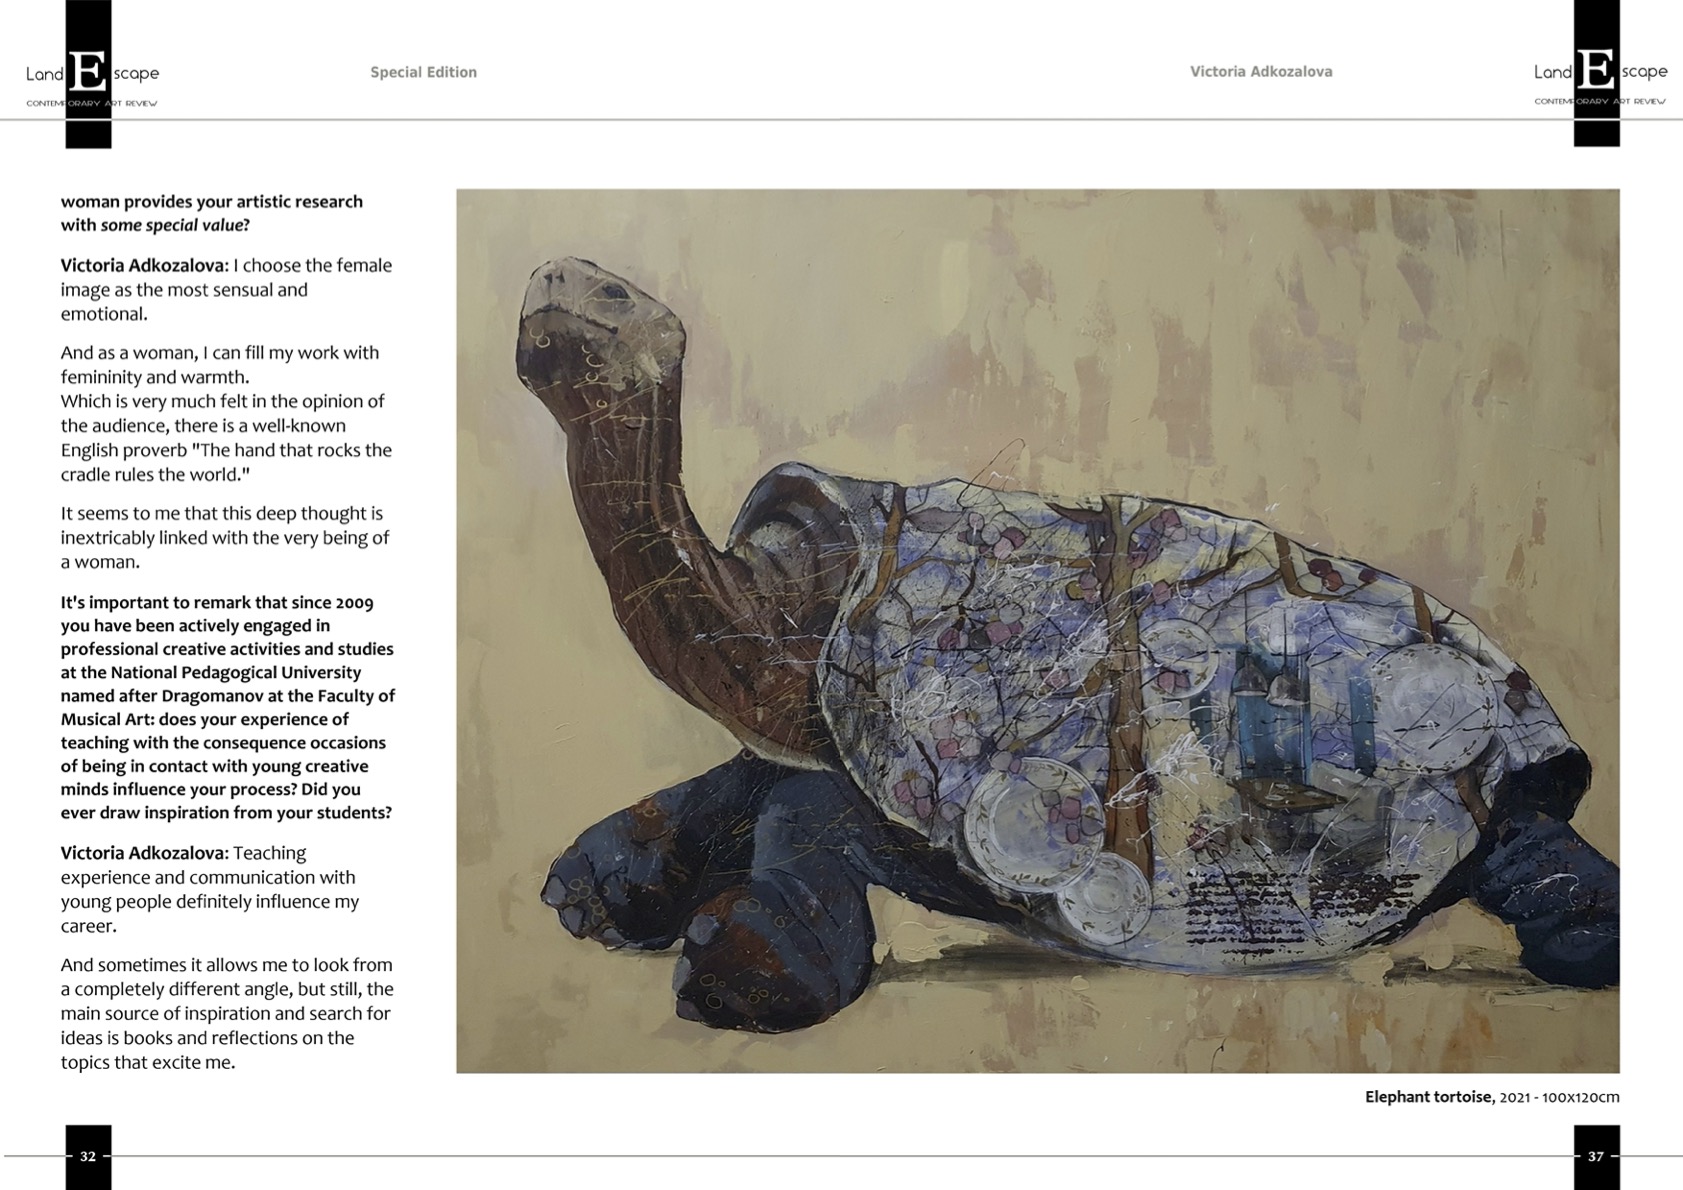 Land E scape
CONTEMPORARY ART REVIEW
Special Edition
Victoria Adkozalova
Land E scape
CONTEMPORARY ART REVIEW
woman provides your artistic research
with some special value?
Victoria Adkozalova: I choose the female
image as the most sensual and
emotional.
And as a woman, I can fill my work with
femininity and warmth.
Which is very much felt in the opinion of
the audience, there is a well-known
English proverb "The hand that rocks the
cradle rules the world."
It seems to me that this deep thought is
inextricably linked with the very being of
a woman.
It's important to remark that since 2009
you have been actively engaged in
professional creative activities and studies
at the National Pedagogical University
named after Dragomanov at the Faculty of
Musical Art: does your experience of
teaching with the consequence occasions
of being in contact with young creative
minds influence your process? Did you
ever draw inspiration from your students?
Victoria Adkozalova: Teaching
experience and communication with
young people definitely influence my
career.
And sometimes it allows me to look from
a completely different angle, but still, the
main source of inspiration and search for
ideas is books and reflections on the
topics that excite me.
Elephant tortoise, 2021 - 100x120cm
32
37